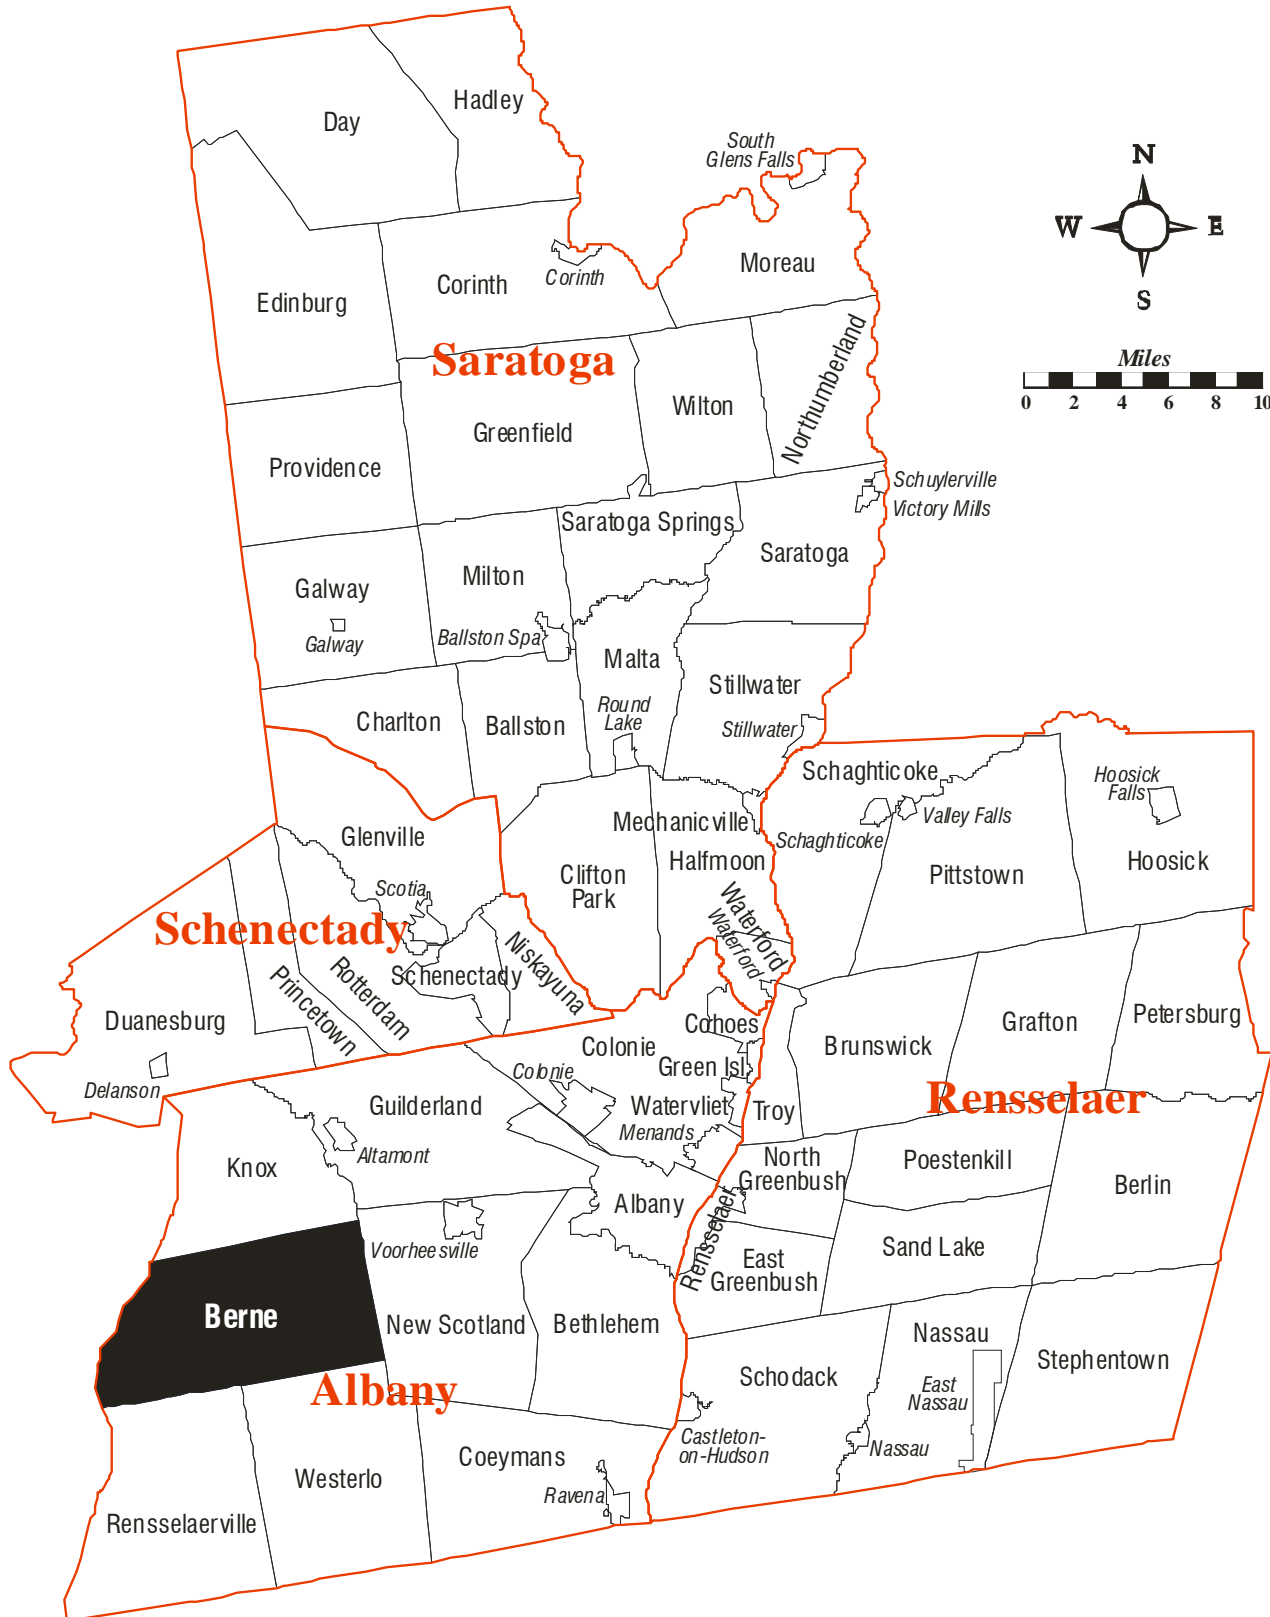 Hadley
Day
South
Glens Falls
N
W
E
S
Moreau
Corinth
Corinth
Edinburg
Northumberland
Saratoga
Miles
0 2 4 6 8 10
Wilton
Greenfield
Providence
Schuylerville
Victory Mills
Saratoga Springs
Saratoga
Milton
Galway
Galway
Ballston Spa
Malta
Stillwater
Round
Lake
Stillwater
Charlton
Ballston
Schaghticoke
Hoosick
Falls
Valley Falls
Mechanicville
Schaghticoke
Glenville
Halfmoon
Hoosick
Clifton
Park
Pittstown
Scotia
Waterford
Waterford
Schenectady
Schenectady
Niskayuna
Rotterdam
Princetown
Duanesburg
Delanson
Cohoes
Colonie
Green Isl
Colonie
Grafton
Petersburg
Brunswick
Rensselaer
Guilderland
Watervliet
Menands
Troy
Altamont
Knox
North
Greenbush
Poestenkill
Berlin
Albany
Rensselaer
Voorheesville
Sand Lake
East
Greenbush
Berne
New Scotland
Bethlehem
Nassau
Stephentown
Albany
Schodack
East
Nassau
Castleton-
on-Hudson
Nassau
Coeymans
Westerlo
Ravena
Rensselaerville